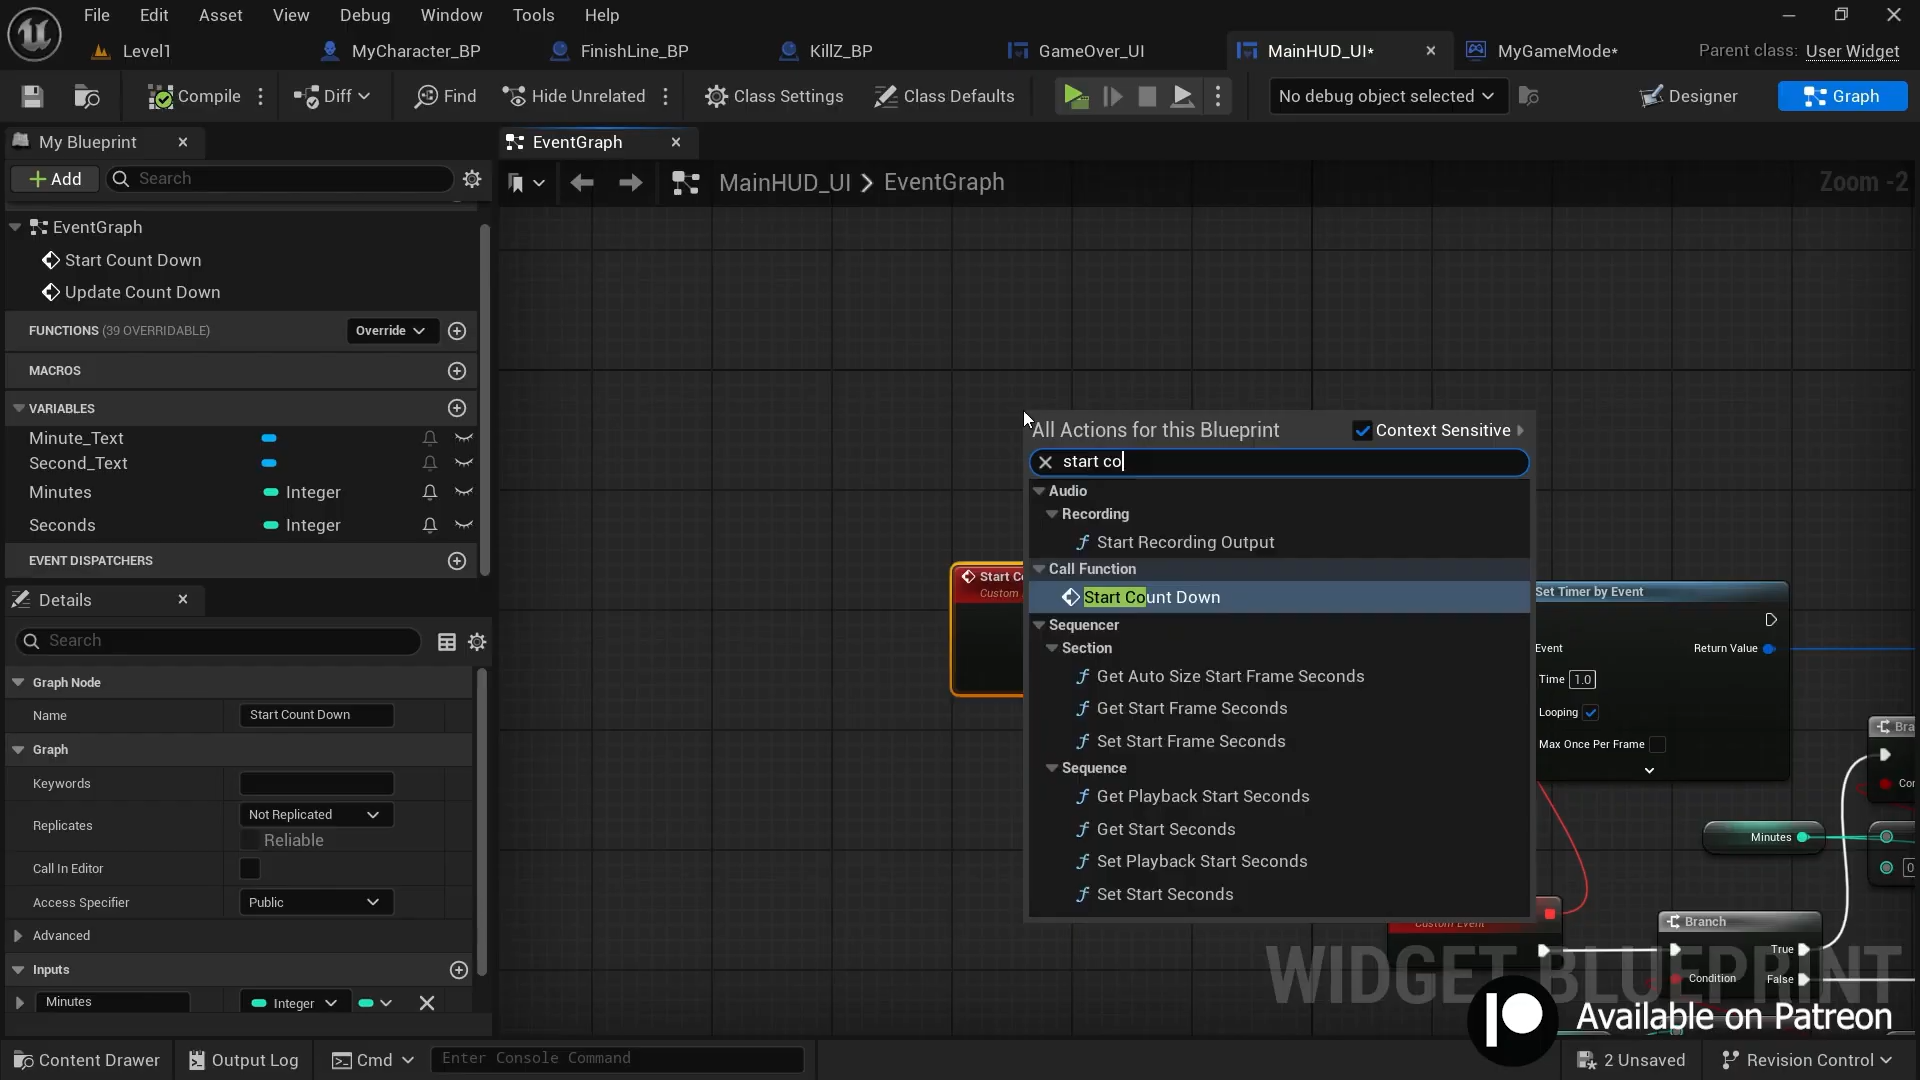 File Edit Asset View Debug Window Tools Help
Level1 MyCharacter_BP FinishLine_BP KillZ_BP GameOver_UI MainHUD_UI* MyGameMode* Parent class: User Widget
Compile Diff Find Hide Unrelated Class Settings Class Defaults No debug object selected Designer Graph
My Blueprint
EventGraph
Add Search
MainHUD_UI > EventGraph Zoom -2
EventGraph
Start Count Down
Update Count Down
FUNCTIONS (39 OVERRIDABLE) Override
MACROS
VARIABLES
Minute_Text
Second_Text
Minutes Integer
Seconds Integer
EVENT DISPATCHERS
Details
Search
Graph Node
Name Start Count Down
Graph
Keywords
Replicates Not Replicated
Reliable
Call In Editor
Access Specifier Public
Advanced
Inputs
Minutes Integer
All Actions for this Blueprint Context Sensitive
start co
Audio
Recording
Start Recording Output
Call Function
Start Count Down
Sequencer
Section
Get Auto Size Start Frame Seconds
Get Start Frame Seconds
Set Start Frame Seconds
Sequence
Get Playback Start Seconds
Get Start Seconds
Set Playback Start Seconds
Set Start Seconds
Start Co
Custom
Set Timer by Event
Event Return Value
Time 1.0
Looping
Max Once Per Frame
Bra
Con
Minutes
0
Custom Event
Branch
True
Condition False
WIDGET BLUEPRINT
Available on Patreon
Content Drawer Output Log Cmd Enter Console Command 2 Unsaved Revision Control